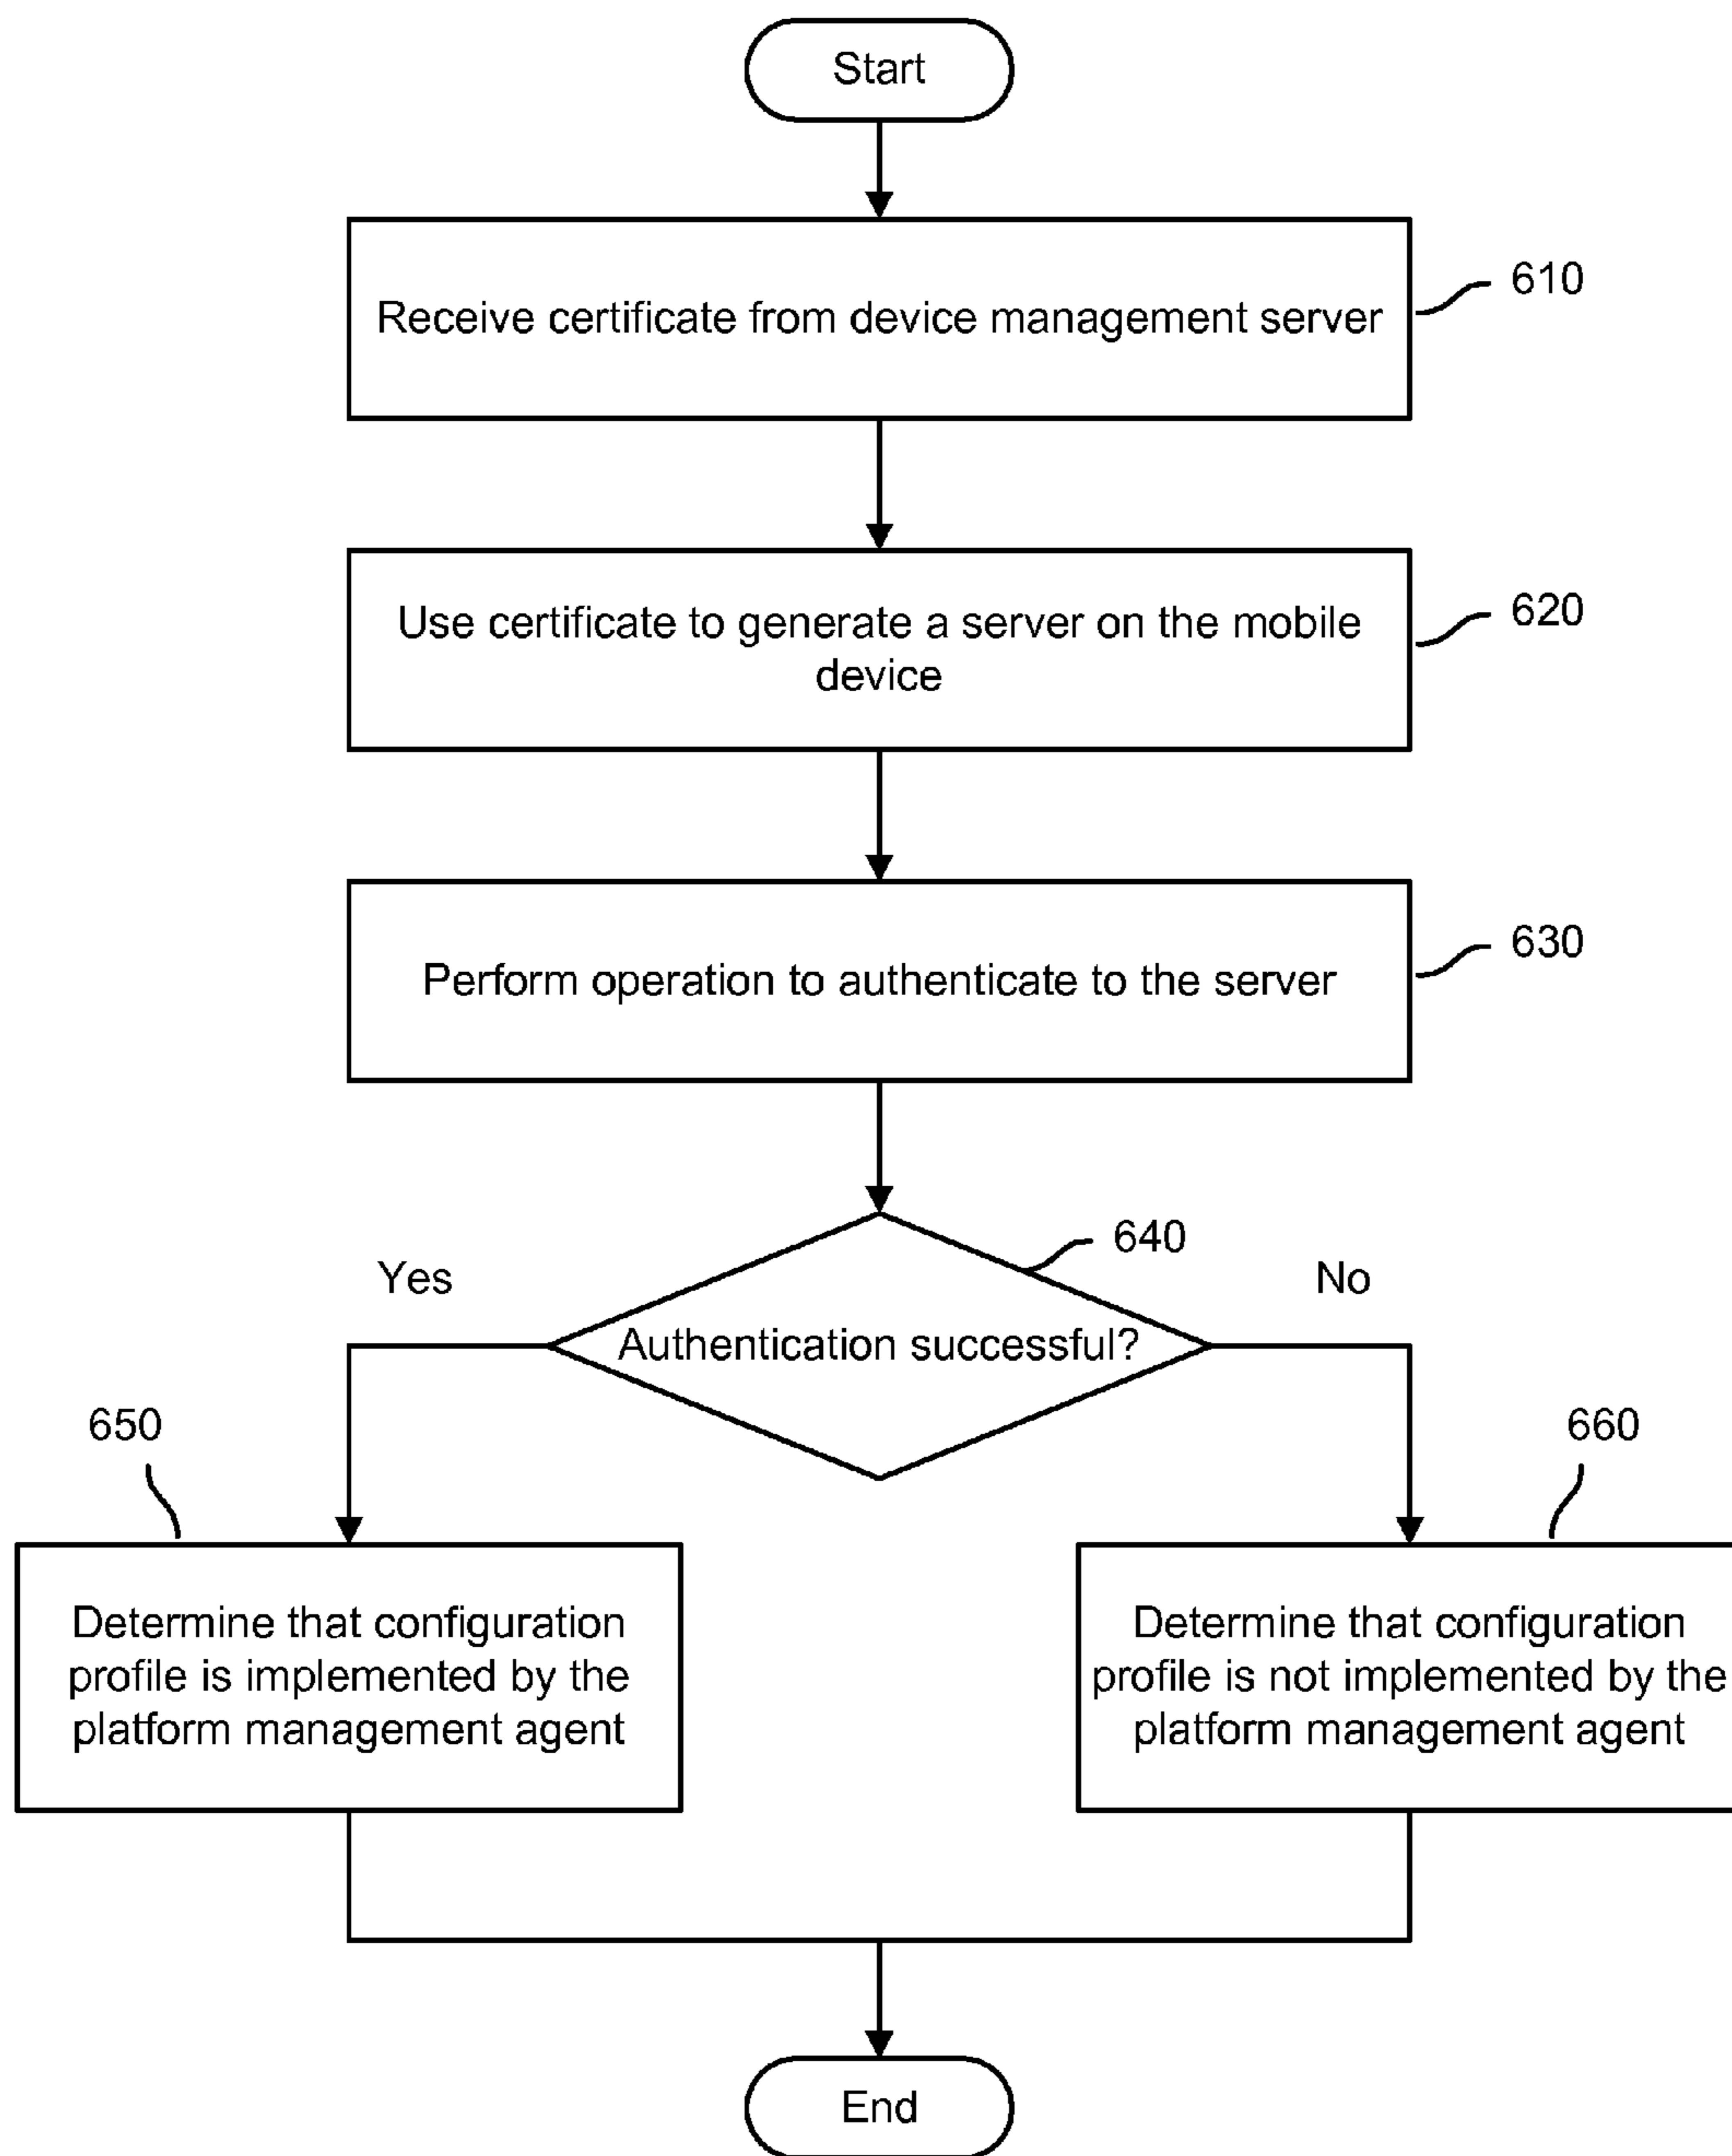 Start
Receive certificate from device management server
610
Use certificate to generate a server on the mobile
device
620
Perform operation to authenticate to the server
630
640
Yes
No
Authentication successful?
650
660
Determine that configuration
profile is implemented by the
platform management agent
Determine that configuration
profile is not implemented by the
platform management agent
End